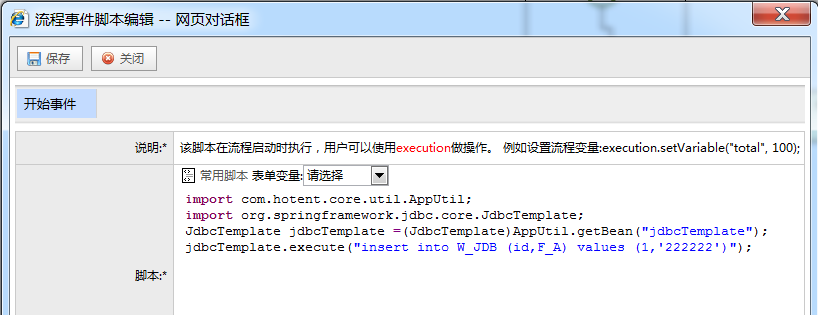 流程事件脚本编辑 -- 网页对话框
保存 关闭
开始事件
说明:* 该脚本在流程启动时执行，用户可以使用execution做操作。 例如设置流程变量:execution.setVariable("total", 100);
常用脚本 表单变量: 请选择
import com.hotent.core.util.AppUtil;
import org.springframework.jdbc.core.JdbcTemplate;
JdbcTemplate jdbcTemplate =(JdbcTemplate)AppUtil.getBean("jdbcTemplate");
jdbcTemplate.execute("insert into W_JDB (id,F_A) values (1,'222222')");
脚本:*